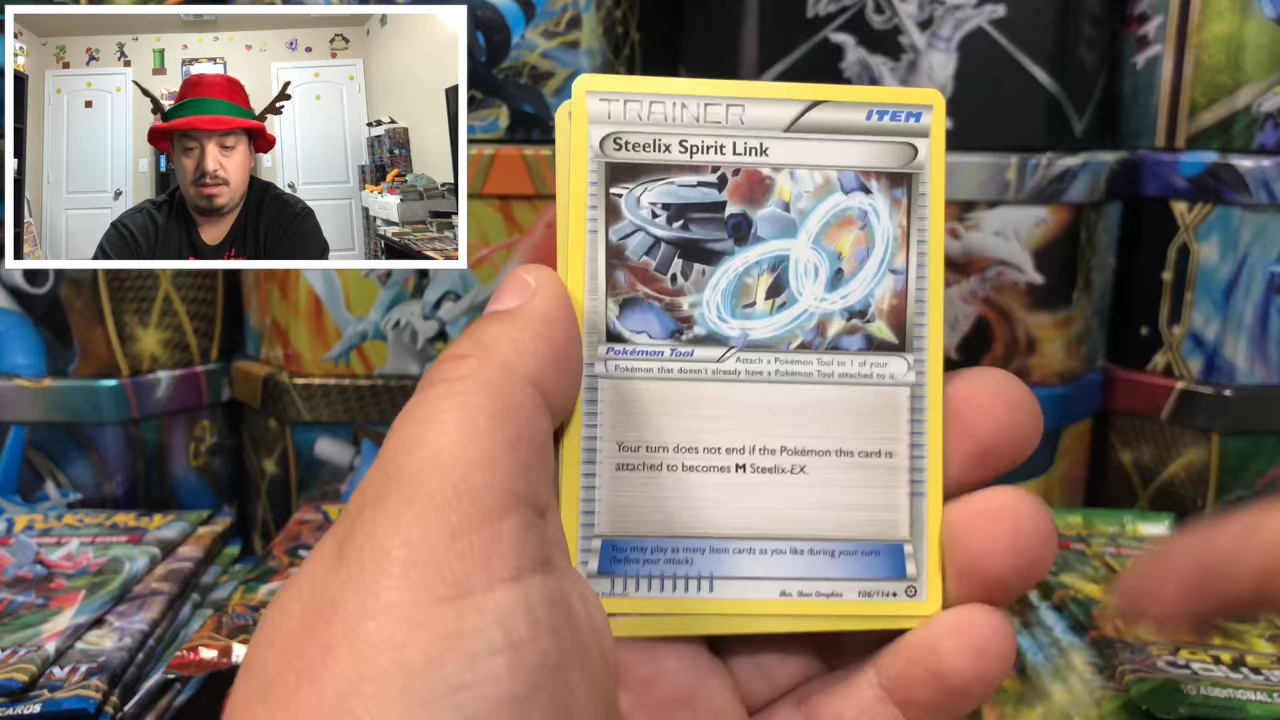 TRAINER
ITEM
Steelix Spirit Link
Pokémon Tool
Attach a Pokémon Tool to 1 of your
Pokémon that doesn't already have a Pokémon Tool attached to it.
Your turn does not end if the Pokémon this card is
attached to becomes M Steelix-EX.
You may play as many Item cards as you like during your turn
(before your attack).
Illus. 5ban Graphics
106/114
POKéMON
CARDS
10 ADDITIONAL